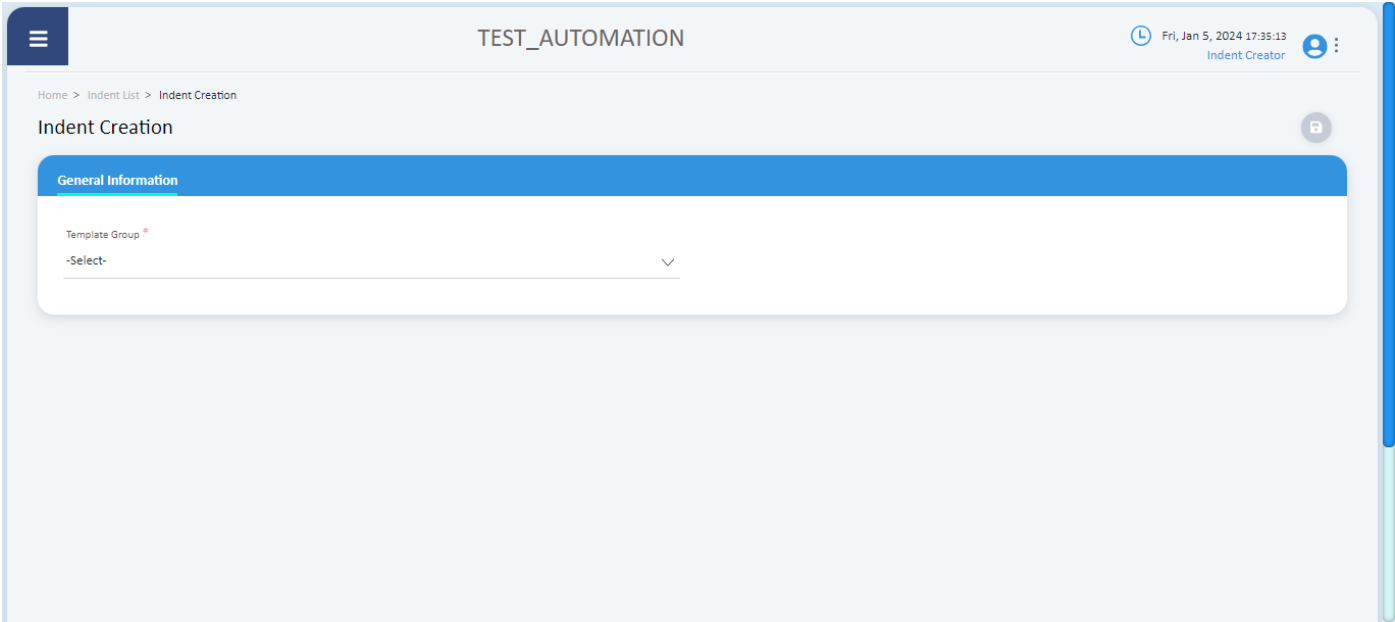 TEST_AUTOMATION
Fri, Jan 5, 2024 17:35:13
Indent Creator
Home > Indent List > Indent Creation
Indent Creation
General Information
Template Group *
-Select-